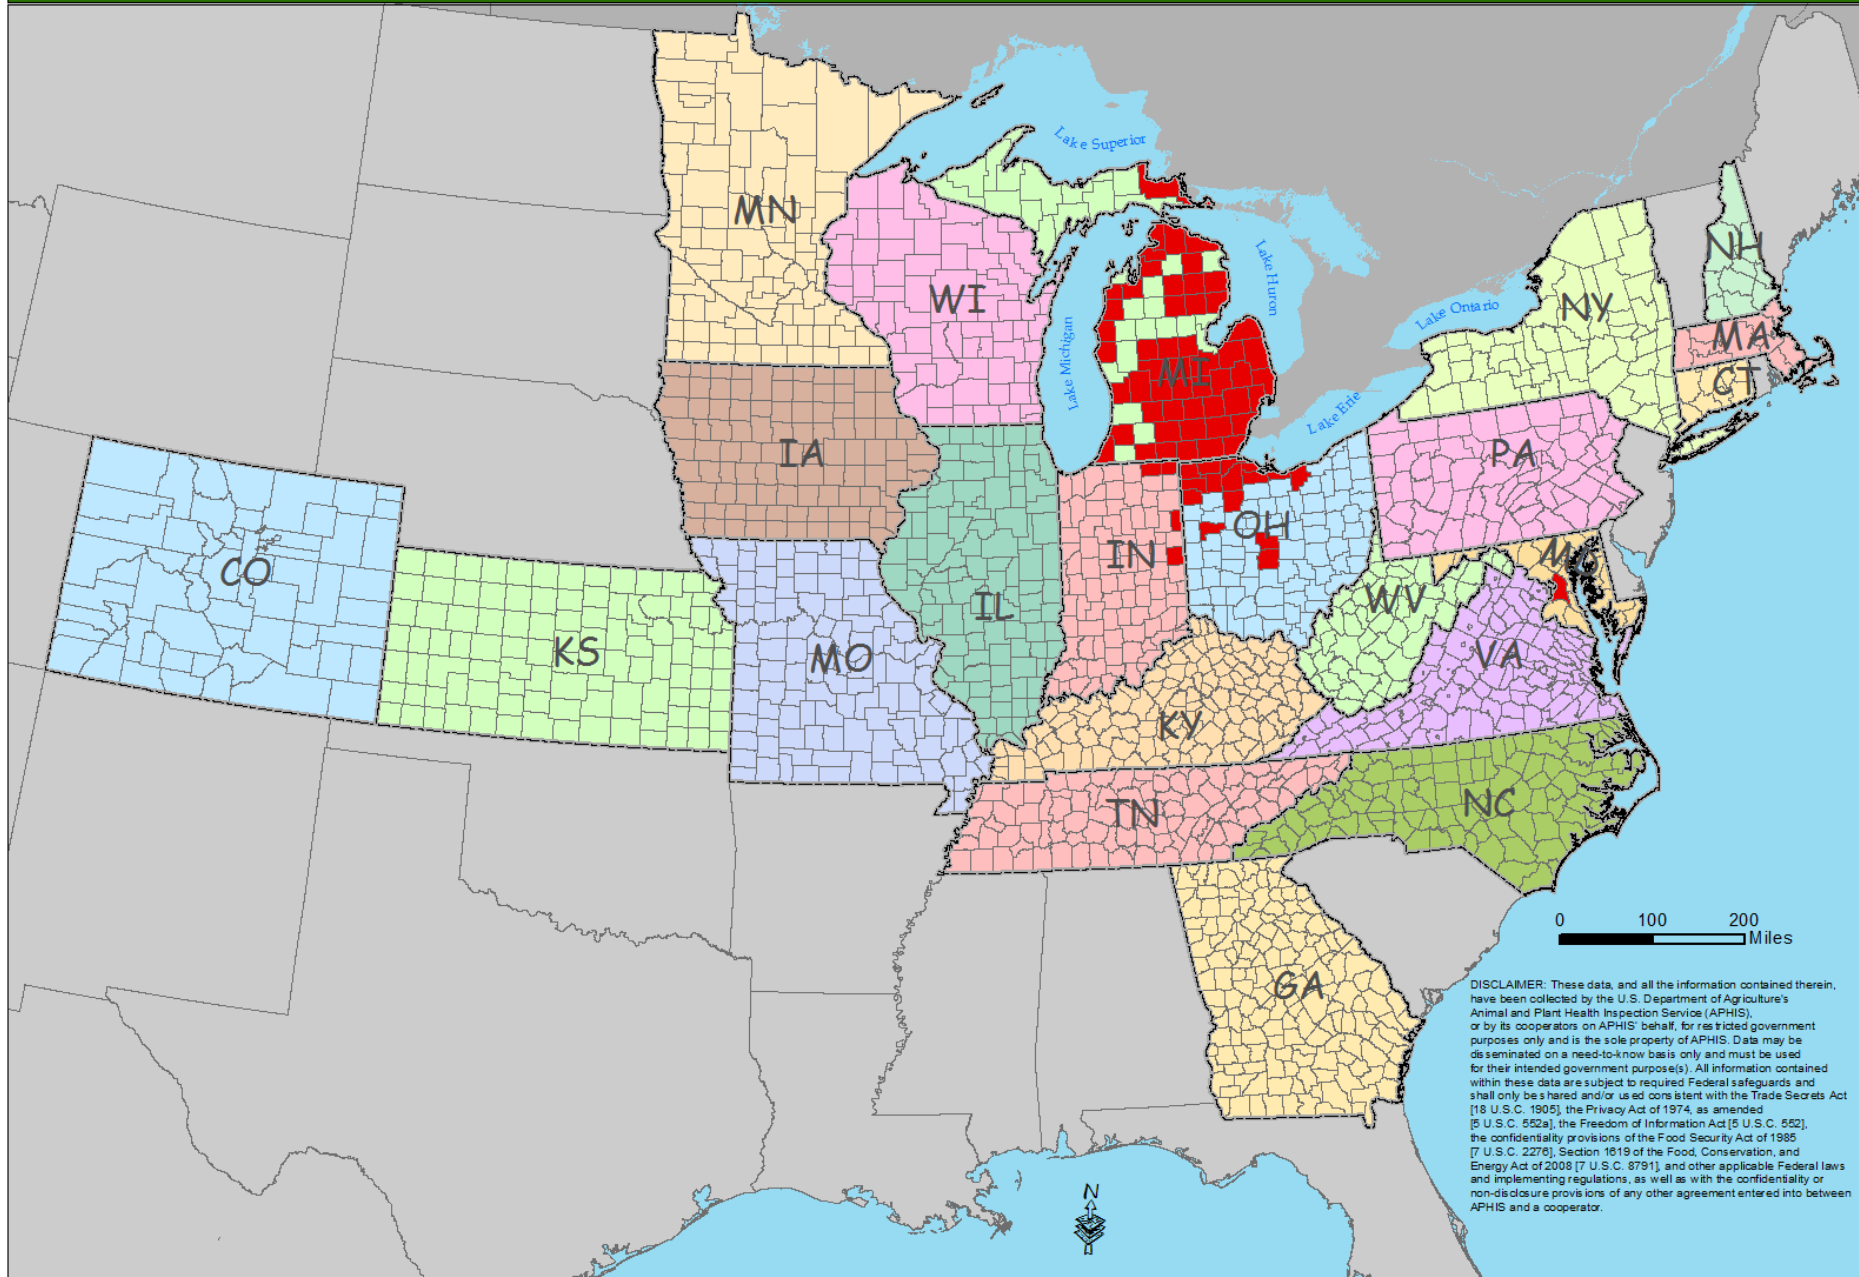 Lake Superior
MN
NH
WI
Lake Huron
NY
Lake Ontario
Lake Michigan
MA
MI
CT
Lake Erie
IA
PA
OH
IN
CO
WV
IL
KS
MO
VA
KY
NC
TN
0 100 200
Miles
GA
DISCLAIMER: These data, and all the information contained therein,
have been collected by the U.S. Department of Agriculture's
Animal and Plant Health Inspection Service (APHIS),
or by its cooperators on APHIS' behalf, for restricted government
purposes only and is the sole property of APHIS. Data may be
disseminated on a need-to-know basis only and must be used
for their intended government purpose(s). All information contained
within these data are subject to required Federal safeguards and
shall only be shared and/or used consistent with the Trade Secrets Act
[18 U.S.C. 1905], the Privacy Act of 1974, as amended
[5 U.S.C. 552a], the Freedom of Information Act [5 U.S.C. 552],
the confidentiality provisions of the Food Security Act of 1985
[7 U.S.C. 2276], Section 1619 of the Food, Conservation, and
Energy Act of 2008 [7 U.S.C. 8791], and other applicable Federal laws
and implementing regulations, as well as with the confidentiality or
non-disclosure provisions of any other agreement entered into between
APHIS and a cooperator.
N